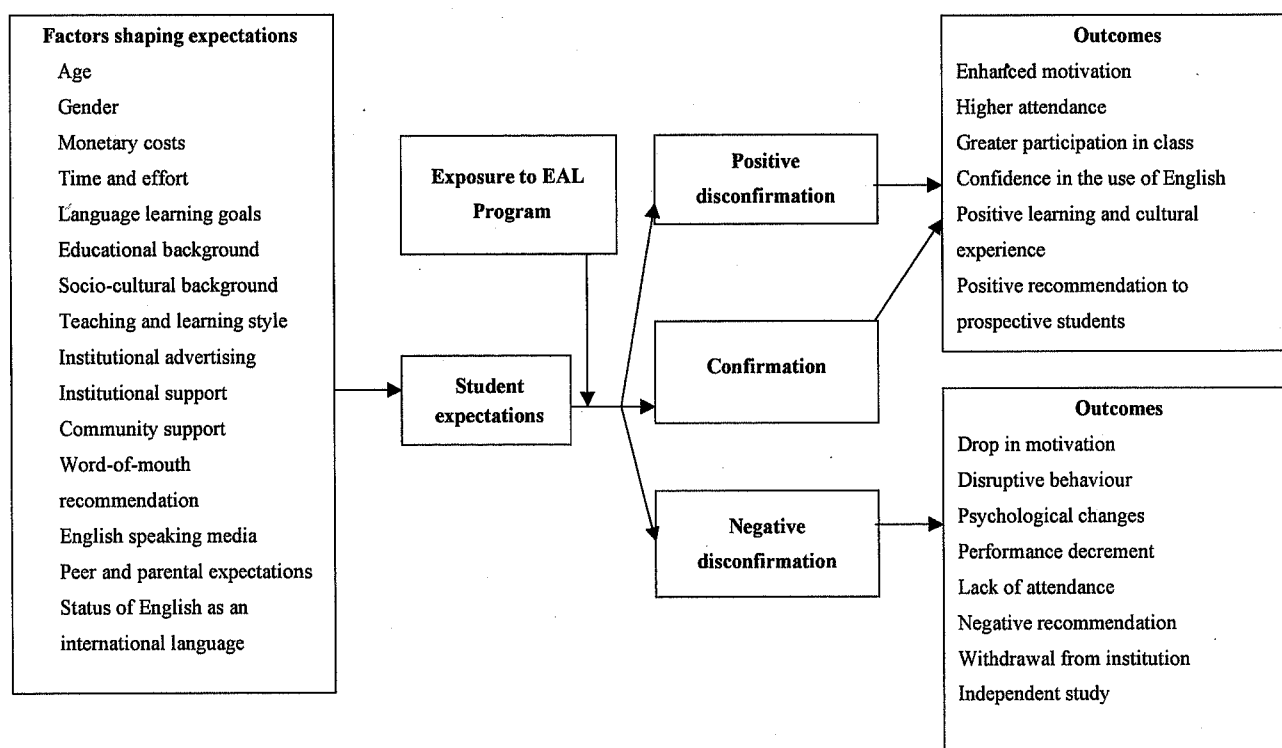 Factors shaping expectations
Age
Gender
Monetary costs
Time and effort
Language learning goals
Educational background
Socio-cultural background
Teaching and learning style
Institutional advertising
Institutional support
Community support
Word-of-mouth
recommendation
English speaking media
Peer and parental expectations
Status of English as an
international language
Exposure to EAL
Program
Student
expectations
Positive
disconfirmation
Confirmation
Negative
disconfirmation
Outcomes
Enhanced motivation
Higher attendance
Greater participation in class
Confidence in the use of English
Positive learning and cultural
experience
Positive recommendation to
prospective students
Outcomes
Drop in motivation
Disruptive behaviour
Psychological changes
Performance decrement
Lack of attendance
Negative recommendation
Withdrawal from institution
Independent study